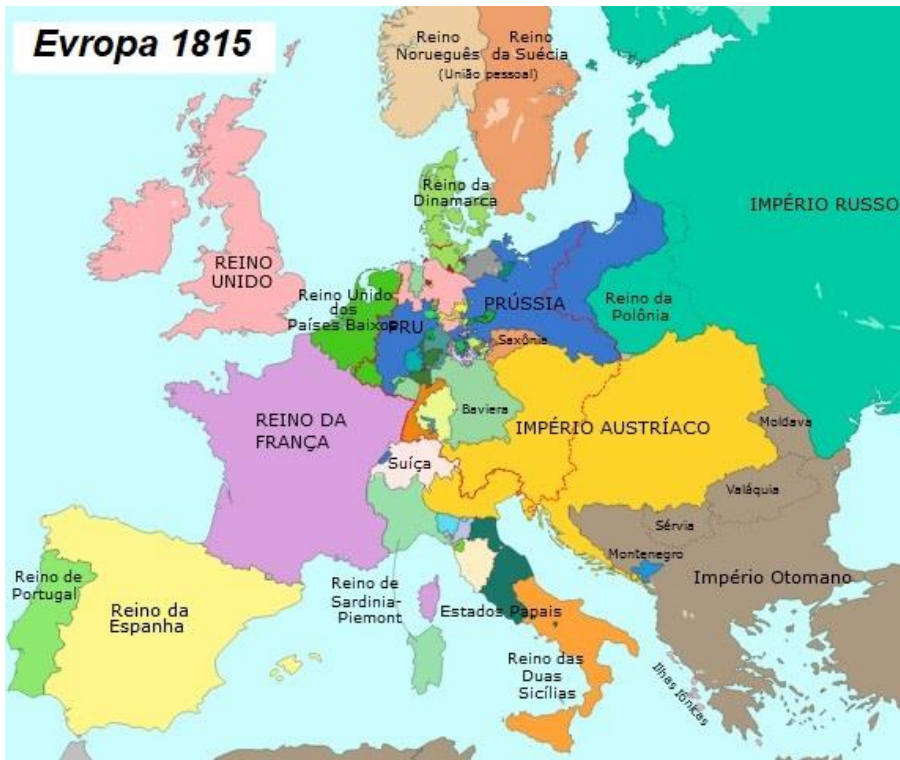 Evropa 1815
Reino
Norueguês
Reino
da Suécia
(União pessoal)
Reino da
Dinamarca
IMPÉRIO RUSSO
REINO
UNIDO
Reino Unido
dos
Países Baixos
PRU
PRÚSSIA
Reino da
Polônia
Saxônia
REINO DA
FRANÇA
Baviera
IMPÉRIO AUSTRÍACO
Moldava
Suíça
Valáquia
Sérvia
Montenegro
Império Otomano
Reino de
Portugal
Reino da
Espanha
Reino de
Sardinia-
Piemont
Estados Papais
Reino das
Duas
Sicílias
Ilhas Iônicas